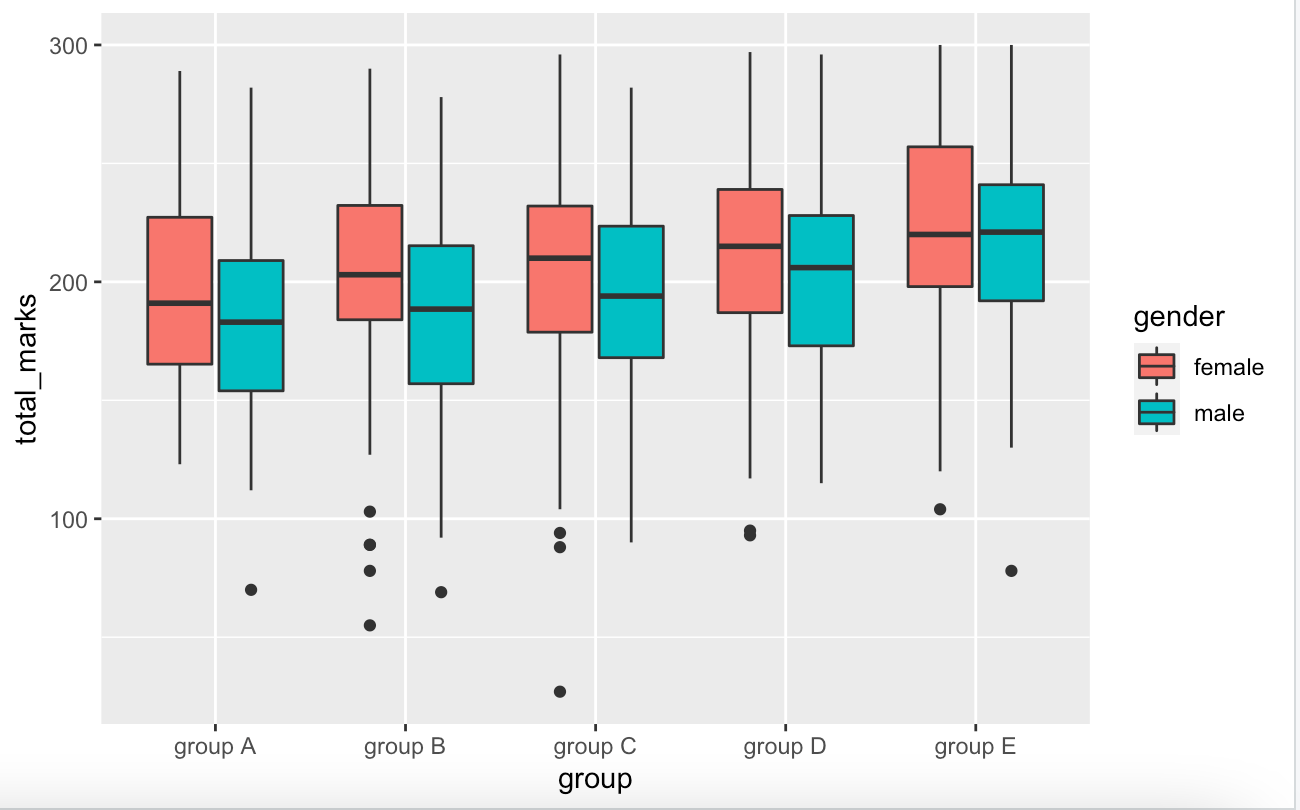 300
200
100
total_marks
group A
group B
group C
group D
group E
group
gender
female
male